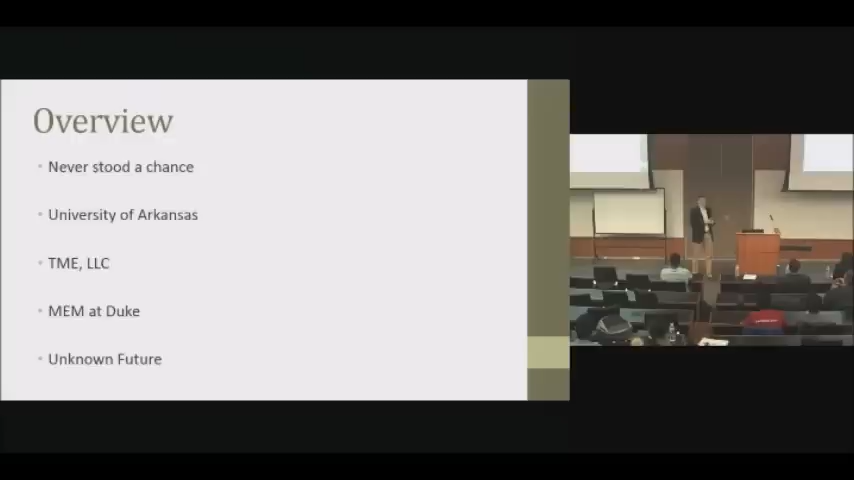 Overview
Never stood a chance
University of Arkansas
TME, LLC
MEM at Duke
Unknown Future